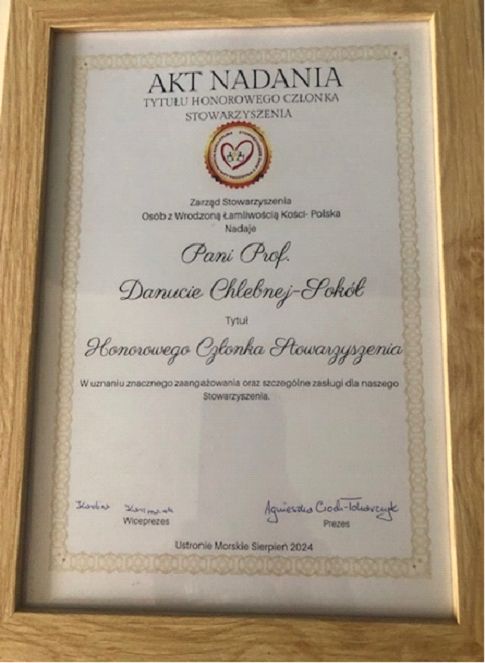 AKT NADANIA
TYTUŁU HONOROWEGO CZŁONKA
STOWARZYSZENIA
Zarząd Stowarzyszenia
Osób z Wrodzoną Łamliwością Kości- Polska
Nadaje
Pani Prof.
Danucie Chlebnej-Sokół
Tytuł
Honorowego Członka Stowarzyszenia
W uznaniu znacznego zaangażowania oraz szczególne zasługi dla naszego
Stowarzyszenia.
Wiceprezes
Agnieszka
Prezes
Ustronie Morskie Sierpień 2024